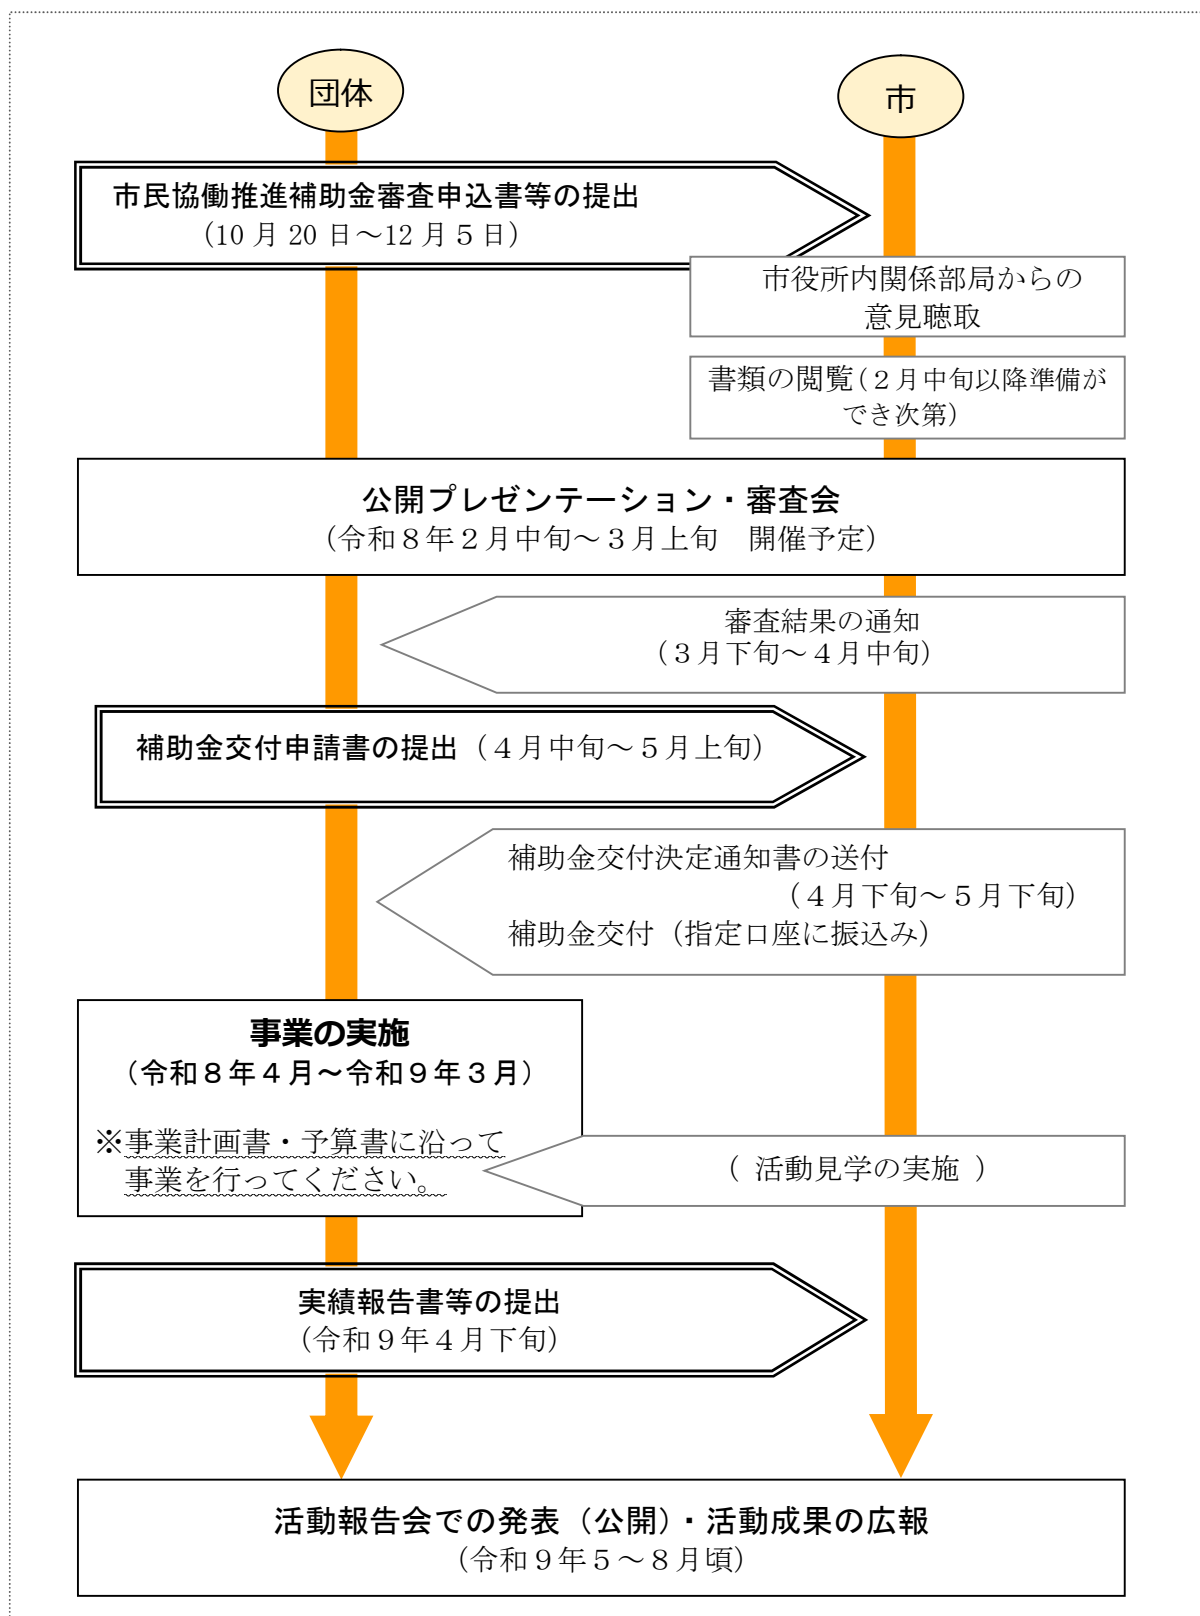 団体
市
市民協働推進補助金審査申込書等の提出
（10 月 20 日～12 月５日）
市役所内関係部局からの
意見聴取
書類の閲覧（２月中旬以降準備が
でき次第）
公開プレゼンテーション・審査会
（令和８年２月中旬～３月上旬　開催予定）
審査結果の通知
（３月下旬～４月中旬）
補助金交付申請書の提出（４月中旬～５月上旬）
補助金交付決定通知書の送付
（４月下旬～５月下旬）
補助金交付（指定口座に振込み）
事業の実施
（令和８年４月～令和９年３月）
※事業計画書・予算書に沿って
事業を行ってください。
（ 活動見学の実施 ）
実績報告書等の提出
（令和９年４月下旬）
活動報告会での発表（公開）・活動成果の広報
（令和９年５～８月頃）